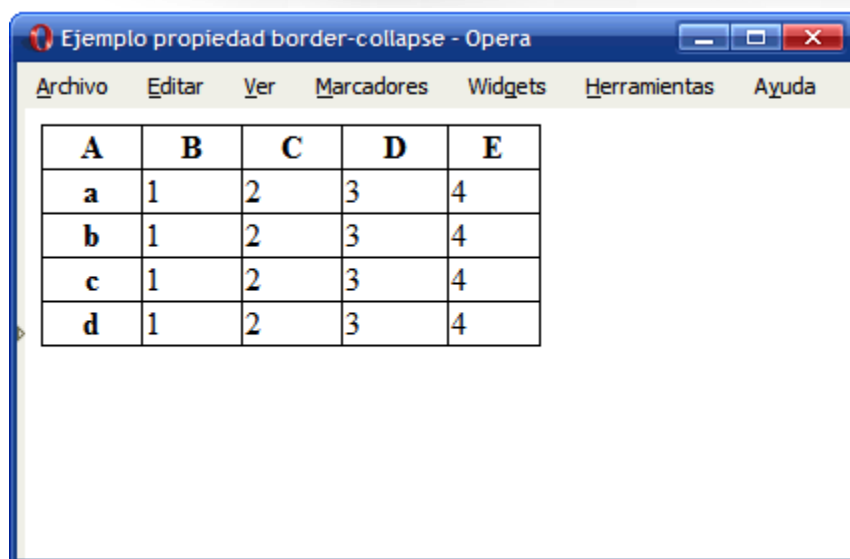 Ejemplo propiedad border-collapse - Opera
Archivo Editar Ver Marcadores Widgets Herramientas Ayuda
A B C D E
a 1 2 3 4
b 1 2 3 4
c 1 2 3 4
d 1 2 3 4